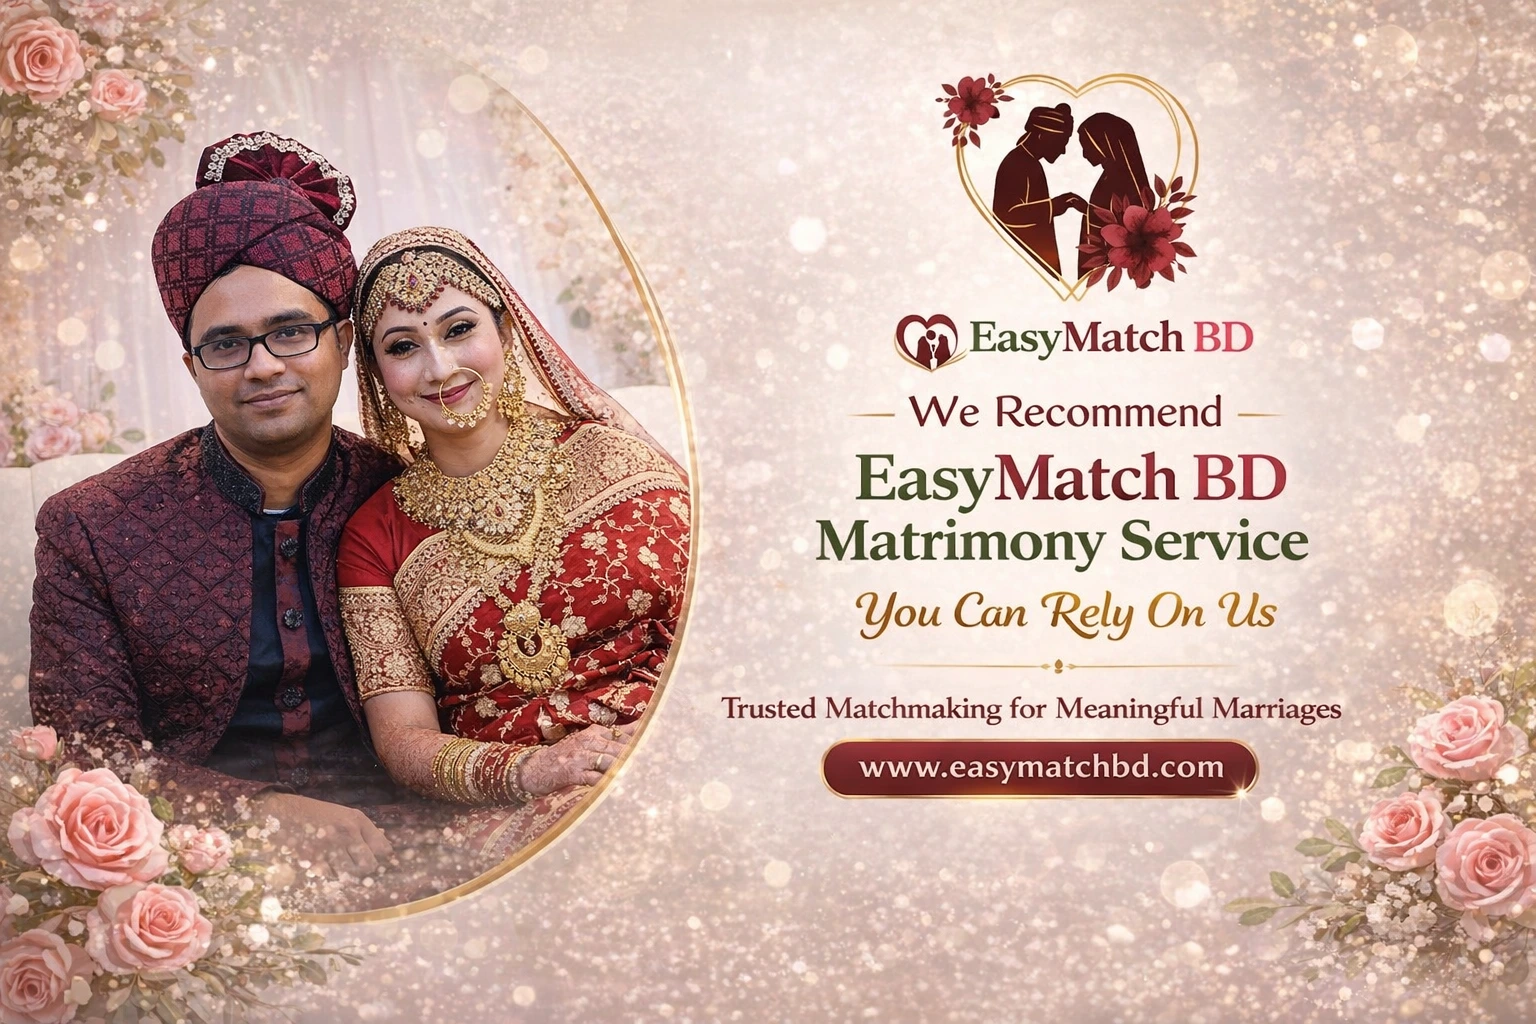 EasyMatch BD
We Recommend
EasyMatch BD
Matrimony Service
You Can Rely On Us
Trusted Matchmaking for Meaningful Marriages
www.easymatchbd.com